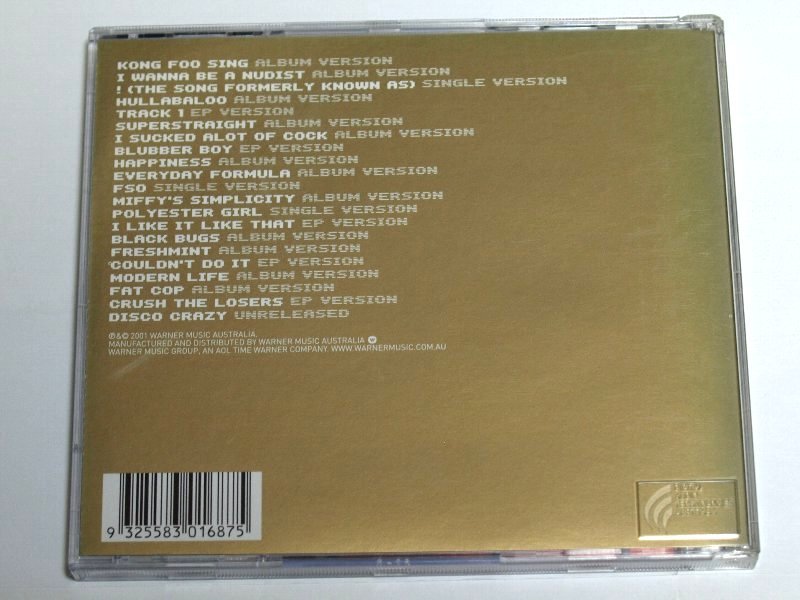 KONG FOO SING ALBUM VERSION
I WANNA BE A NUDIST ALBUM VERSION
! (THE SONG FORMERLY KNOWN AS) SINGLE VERSION
HULLABALOO ALBUM VERSION
TRACK 1 EP VERSION
SUPERSTRAIGHT ALBUM VERSION
I SUCKED ALOT OF COCK ALBUM VERSION
BLUBBER BOY EP VERSION
HAPPINESS ALBUM VERSION
EVERYDAY FORMULA ALBUM VERSION
FSO SINGLE VERSION
MIFFY'S SIMPLICITY ALBUM VERSION
POLYESTER GIRL SINGLE VERSION
I LIKE IT LIKE THAT EP VERSION
BLACK BUGS ALBUM VERSION
FRESHMINT ALBUM VERSION
COULDN'T DO IT EP VERSION
MODERN LIFE ALBUM VERSION
FAT COP ALBUM VERSION
CRUSH THE LOSERS EP VERSION
DISCO CRAZY UNRELEASED
℗&© 2001 WARNER MUSIC AUSTRALIA.
MANUFACTURED AND DISTRIBUTED BY WARNER MUSIC AUSTRALIA
WARNER MUSIC GROUP, AN AOL TIME WARNER COMPANY. WWW.WARNERMUSIC.COM.AU
9 325583 016875